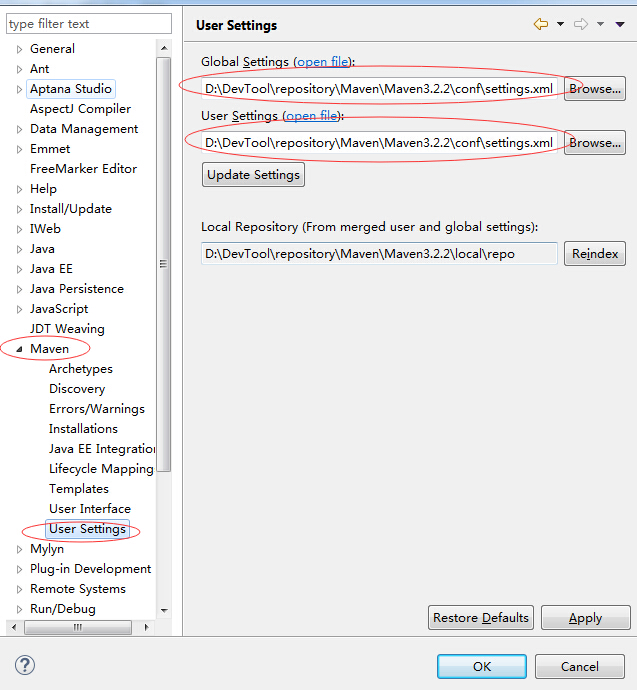 type filter text
General
Ant
Aptana Studio
AspectJ Compiler
Data Management
Emmet
FreeMarker Editor
Help
Install/Update
IWeb
Java
Java EE
Java Persistence
JavaScript
JDT Weaving
Maven
Archetypes
Discovery
Errors/Warnings
Installations
Java EE Integration
Lifecycle Mapping
Templates
User Interface
User Settings
Mylyn
Plug-in Development
Remote Systems
Run/Debug
User Settings
Global Settings (open file):
D:\DevTool\repository\Maven\Maven3.2.2\conf\settings.xml Browse...
User Settings (open file):
D:\DevTool\repository\Maven\Maven3.2.2\conf\settings.xml Browse...
Update Settings
Local Repository (From merged user and global settings):
D:\DevTool\repository\Maven\Maven3.2.2\local\repo Reindex
Restore Defaults Apply
? OK Cancel